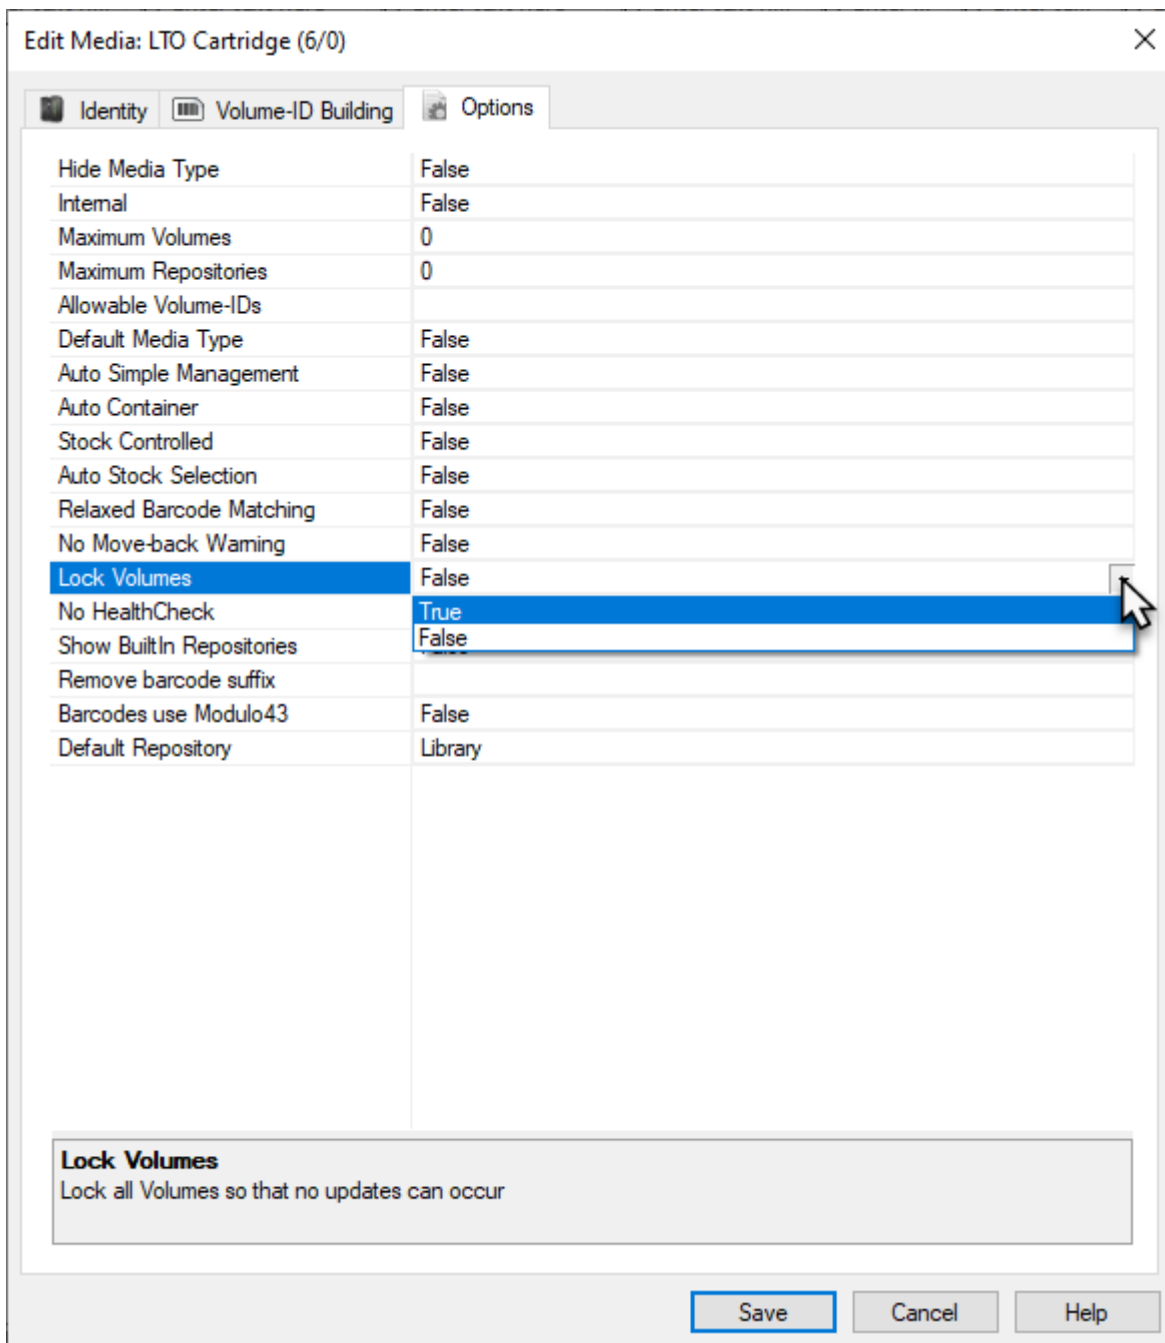 Edit Media: LTO Cartridge (6/0)
Identity Volume-ID Building Options
Hide Media Type False
Internal False
Maximum Volumes 0
Maximum Repositories 0
Allowable Volume-IDs
Default Media Type False
Auto Simple Management False
Auto Container False
Stock Controlled False
Auto Stock Selection False
Relaxed Barcode Matching False
No Move-back Warning False
Lock Volumes False
No HealthCheck True
False
Show BuiltIn Repositories
Remove barcode suffix
Barcodes use Modulo43 False
Default Repository Library
Lock Volumes
Lock all Volumes so that no updates can occur
Save Cancel Help